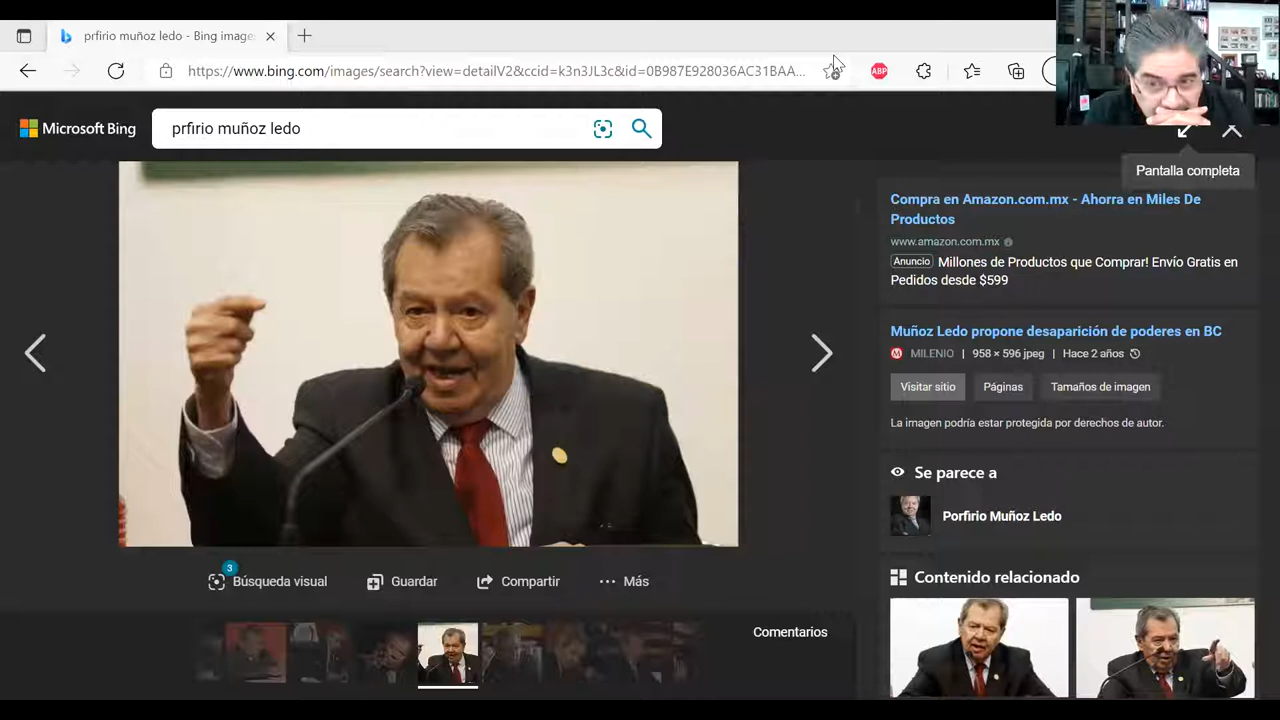 prfirio muñoz ledo - Bing image
https://www.bing.com/images/search?view=detailV2&ccid=k3n3JL3c&id=0B987E928036AC31BAA...
ABP
Microsoft Bing
prfirio muñoz ledo
Pantalla completa
Compra en Amazon.com.mx - Ahorra en Miles De
Productos
www.amazon.com.mx
Anuncio Millones de Productos que Comprar! Envío Gratis en
Pedidos desde $599
Muñoz Ledo propone desaparición de poderes en BC
M MILENIO | 958 × 596 jpeg | Hace 2 años
Visitar sitio Páginas Tamaños de imagen
La imagen podría estar protegida por derechos de autor.
Se parece a
Porfirio Muñoz Ledo
Contenido relacionado
3
Búsqueda visual Guardar Compartir ··· Más
Comentarios